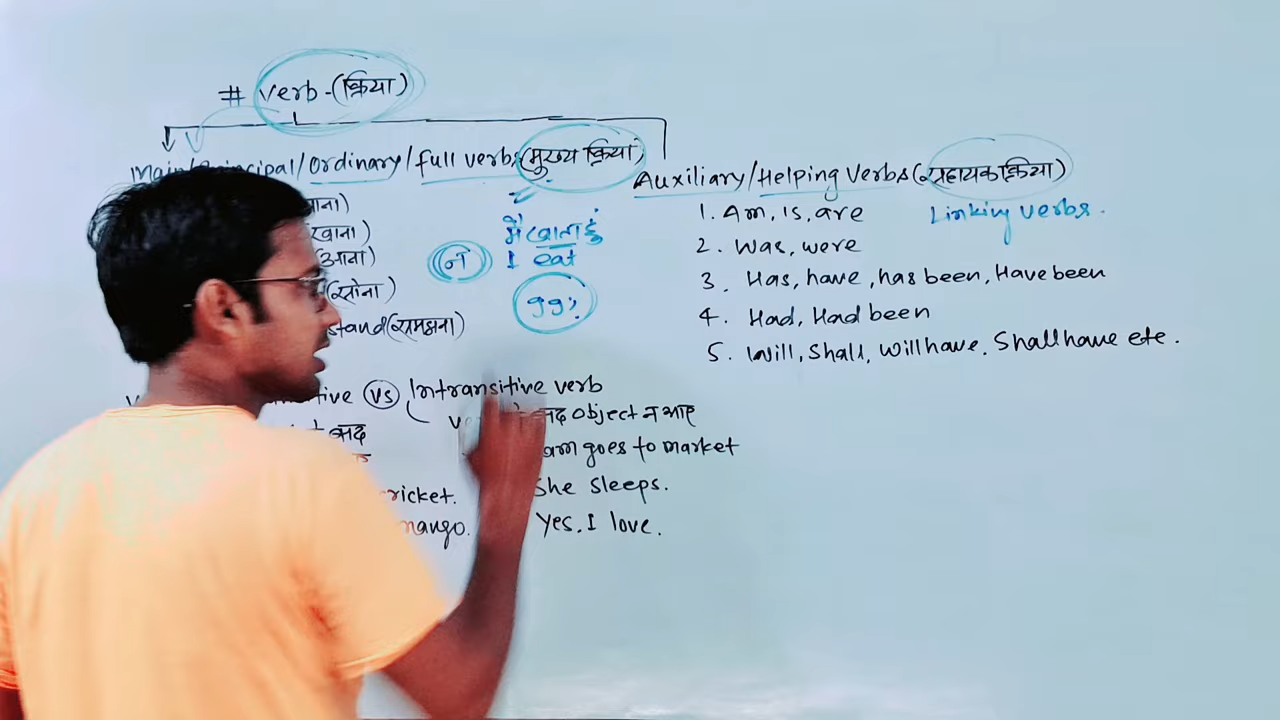 # Verb-(क्रिया)
Main/Principal/Ordinary/full verbs(मुख्य क्रिया)
खाना)
आना)
(सोना)
stand(समझना)
ने
मैं खाता हूँ
I eat
99%
Auxiliary/Helping Verbs(सहायक क्रिया)
1. Am, is, are
Linking verbs.
2. Was, were
3. Has, have, has been, Have been
4. Had, Had been
5. Will, Shall, Will have, Shall have etc.
tive VS Intransitive verb
बाद object न आए
बाद
am goes to market
cricket.
She sleeps.
mango.
Yes, I love.